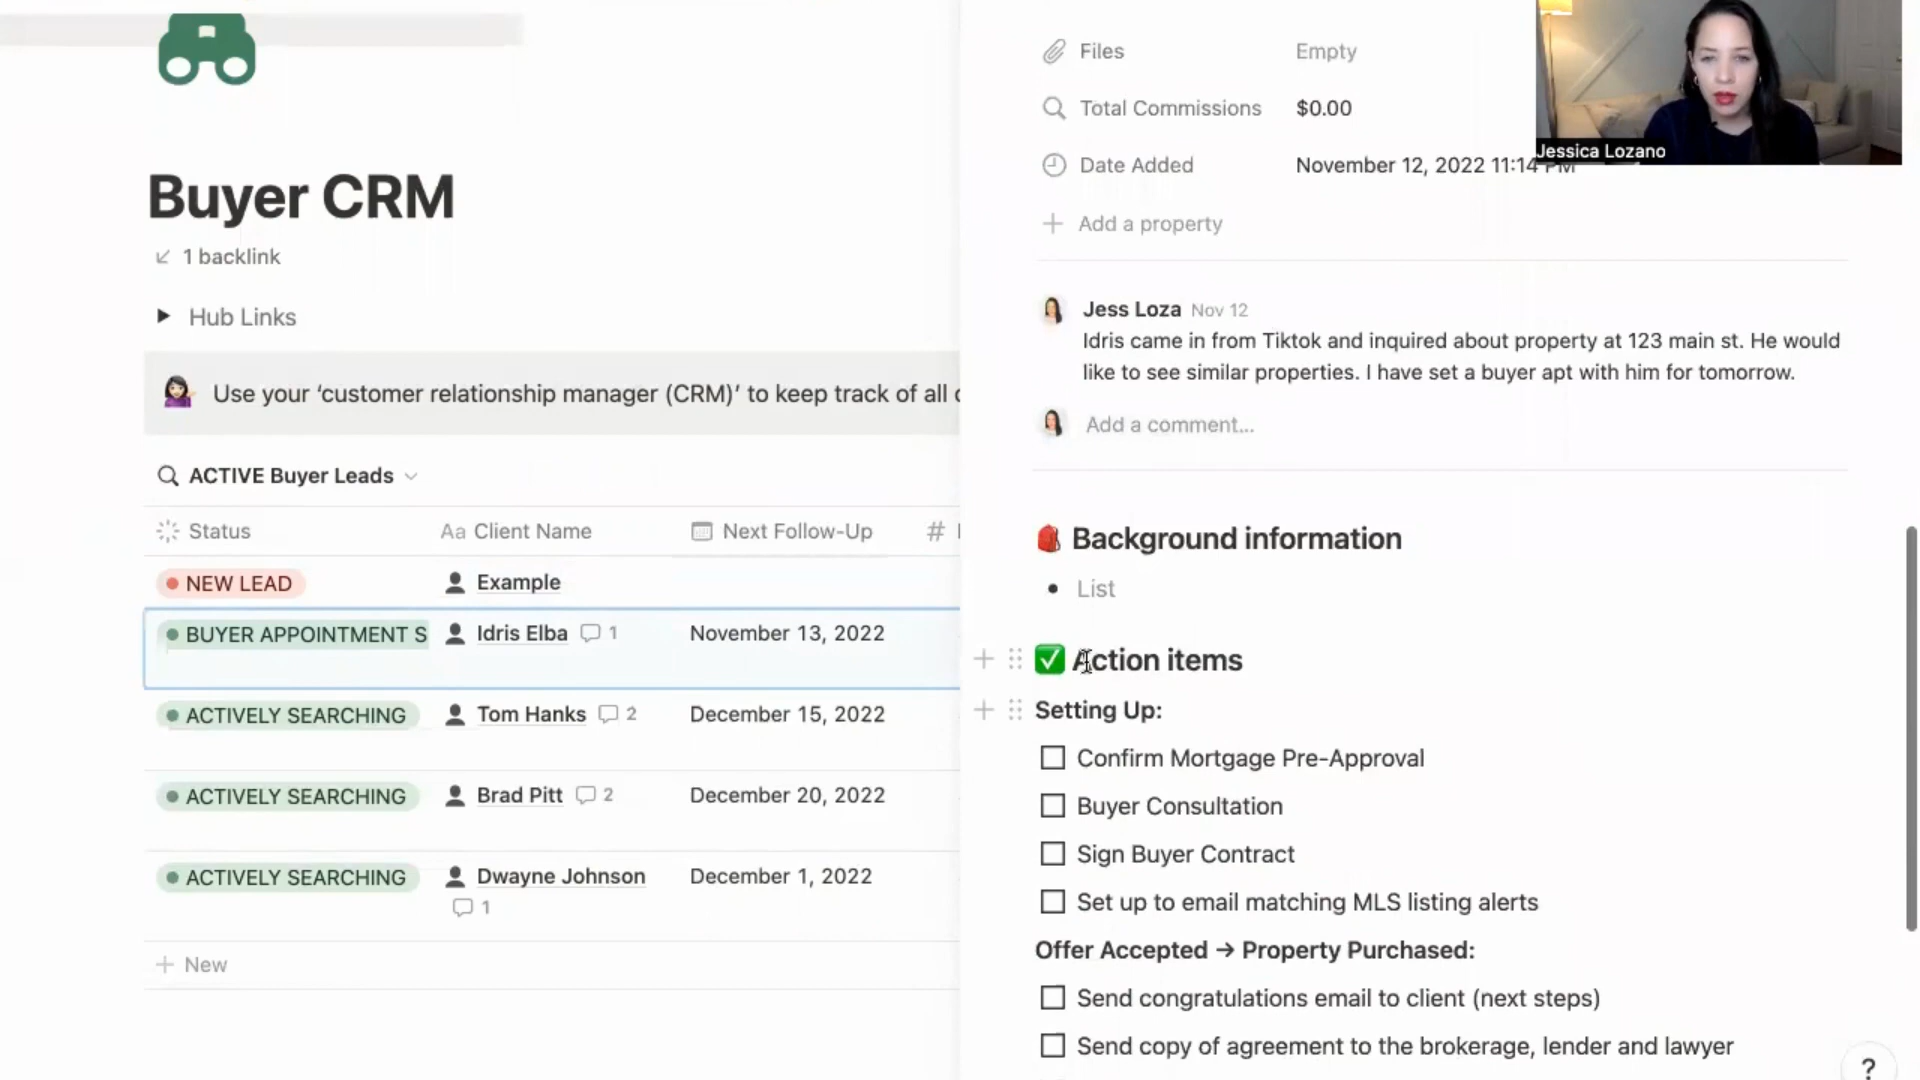 Buyer CRM
1 backlink
Hub Links
Use your ‘customer relationship manager (CRM)’ to keep track of all
ACTIVE Buyer Leads
Status Aa Client Name Next Follow-Up #
NEW LEAD Example
BUYER APPOINTMENT S Idris Elba 1 November 13, 2022
ACTIVELY SEARCHING Tom Hanks 2 December 15, 2022
ACTIVELY SEARCHING Brad Pitt 2 December 20, 2022
ACTIVELY SEARCHING Dwayne Johnson December 1, 2022
1
+ New
Files Empty
Total Commissions $0.00
Date Added November 12, 2022 11:14 PM
+ Add a property
Jessica Lozano
Jess Loza Nov 12
Idris came in from Tiktok and inquired about property at 123 main st. He would
like to see similar properties. I have set a buyer apt with him for tomorrow.
Add a comment...
Background information
• List
Action items
Setting Up:
Confirm Mortgage Pre-Approval
Buyer Consultation
Sign Buyer Contract
Set up to email matching MLS listing alerts
Offer Accepted → Property Purchased:
Send congratulations email to client (next steps)
Send copy of agreement to the brokerage, lender and lawyer
?